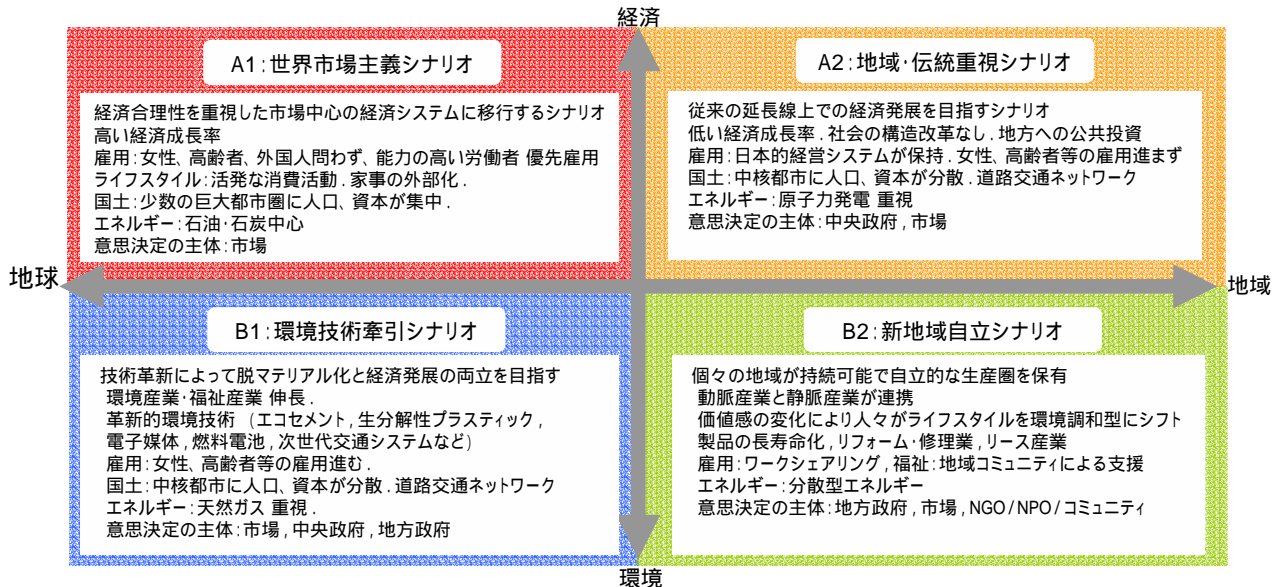 経済
A1:世界市場主義シナリオ
経済合理性を重視した市場中心の経済システムに移行するシナリオ
高い経済成長率
雇用:女性、高齢者、外国人問わず、能力の高い労働者 優先雇用
ライフスタイル:活発な消費活動.家事の外部化.
国土:少数の巨大都市圏に人口、資本が集中.
エネルギー:石油・石炭中心
意思決定の主体:市場
A2:地域・伝統重視シナリオ
従来の延長線上での経済発展を目指すシナリオ
低い経済成長率.社会の構造改革なし.地方への公共投資
雇用:日本的経営システムが保持.女性、高齢者等の雇用進まず
国土:中核都市に人口、資本が分散.道路交通ネットワーク
エネルギー:原子力発電 重視
意思決定の主体:中央政府,市場
地球
地域
B1:環境技術牽引シナリオ
技術革新によって脱マテリアル化と経済発展の両立を目指す
環境産業・福祉産業 伸長.
革新的環境技術 (エコセメント,生分解性プラスティック,
電子媒体,燃料電池,次世代交通システムなど)
雇用:女性、高齢者等の雇用進む.
国土:中核都市に人口、資本が分散.道路交通ネットワーク
エネルギー:天然ガス 重視.
意思決定の主体:市場,中央政府,地方政府
B2:新地域自立シナリオ
個々の地域が持続可能で自立的な生産圏を保有
動脈産業と静脈産業が連携
価値感の変化により人々がライフスタイルを環境調和型にシフト
製品の長寿命化,リフォーム・修理業,リース産業
雇用:ワークシェアリング,福祉:地域コミュニティによる支援
エネルギー:分散型エネルギー
意思決定の主体:地方政府,市場,NGO/NPO/コミュニティ
環境